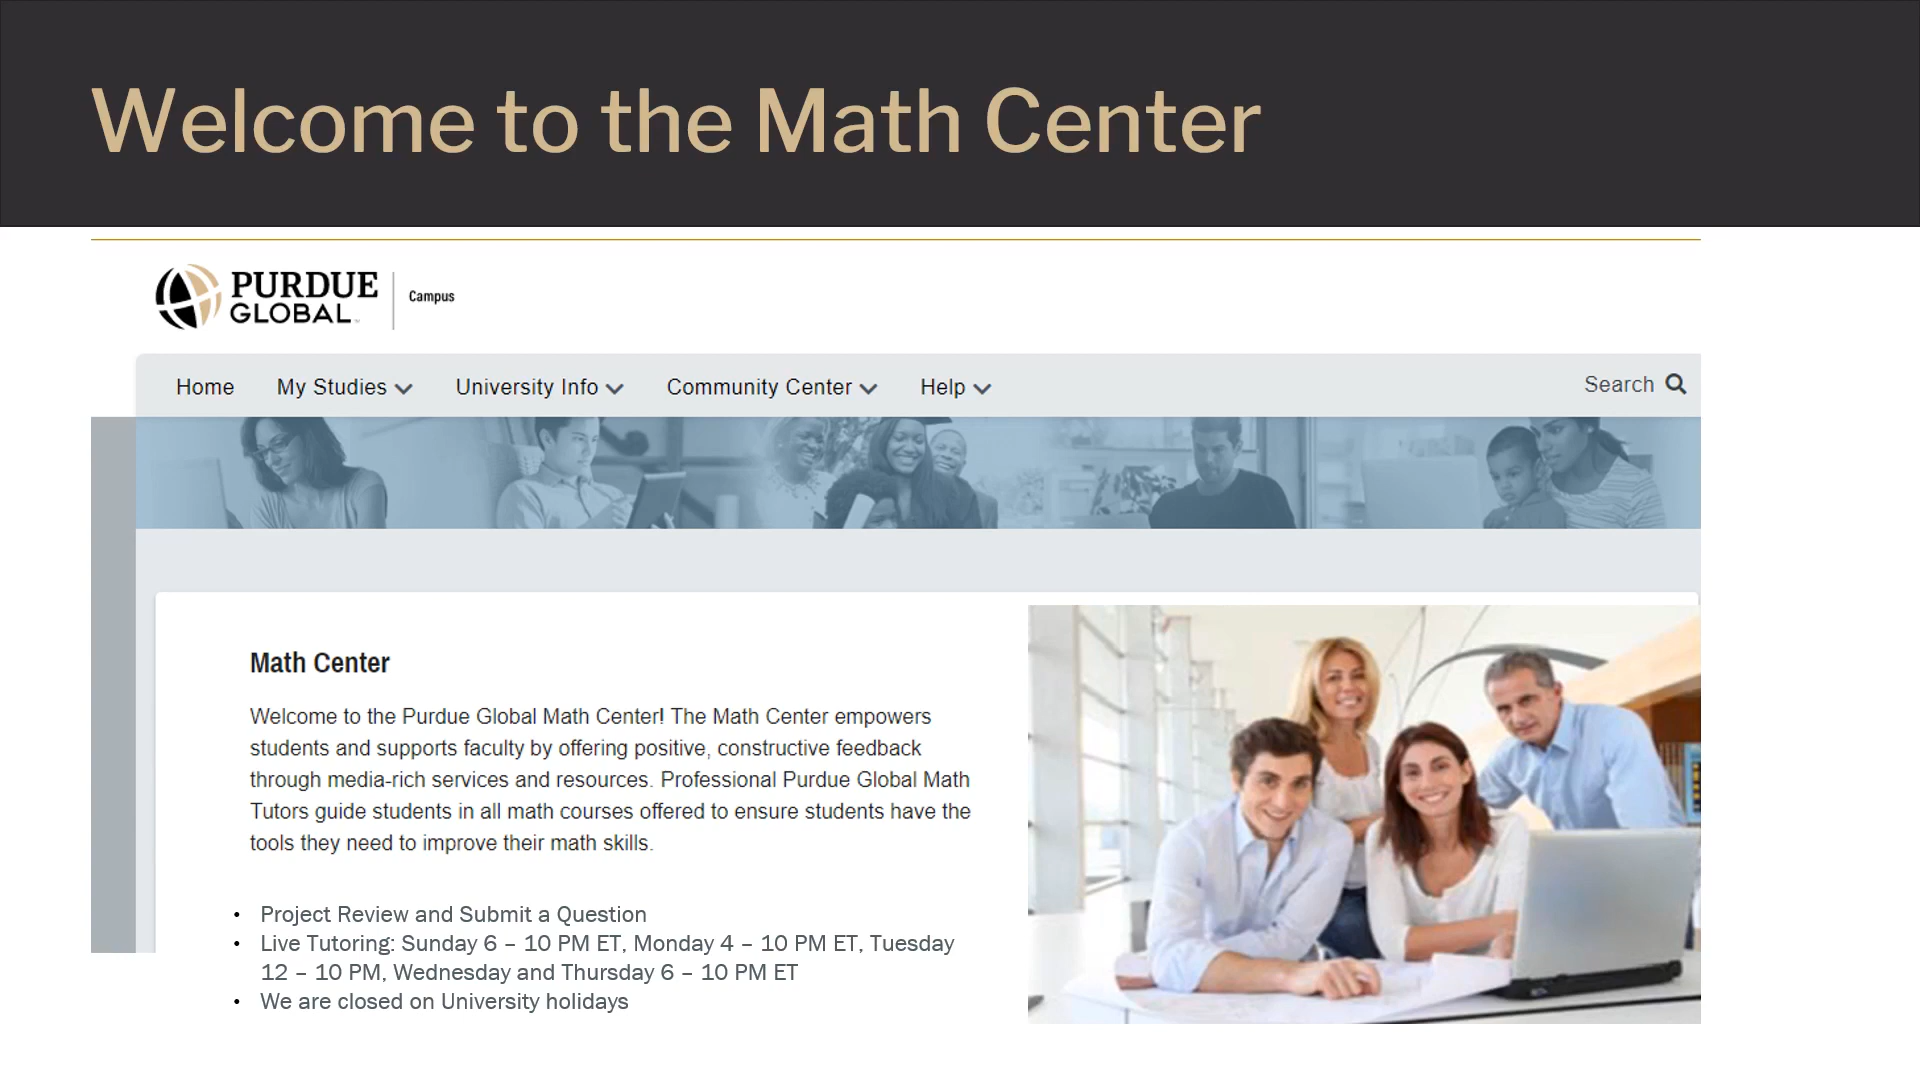 Welcome to the Math Center
PURDUE
GLOBAL
Campus
Home My Studies University Info Community Center Help Search
Math Center
Welcome to the Purdue Global Math Center! The Math Center empowers
students and supports faculty by offering positive, constructive feedback
through media-rich services and resources. Professional Purdue Global Math
Tutors guide students in all math courses offered to ensure students have the
tools they need to improve their math skills.
• Project Review and Submit a Question
• Live Tutoring: Sunday 6 – 10 PM ET, Monday 4 – 10 PM ET, Tuesday
12 – 10 PM, Wednesday and Thursday 6 – 10 PM ET
• We are closed on University holidays